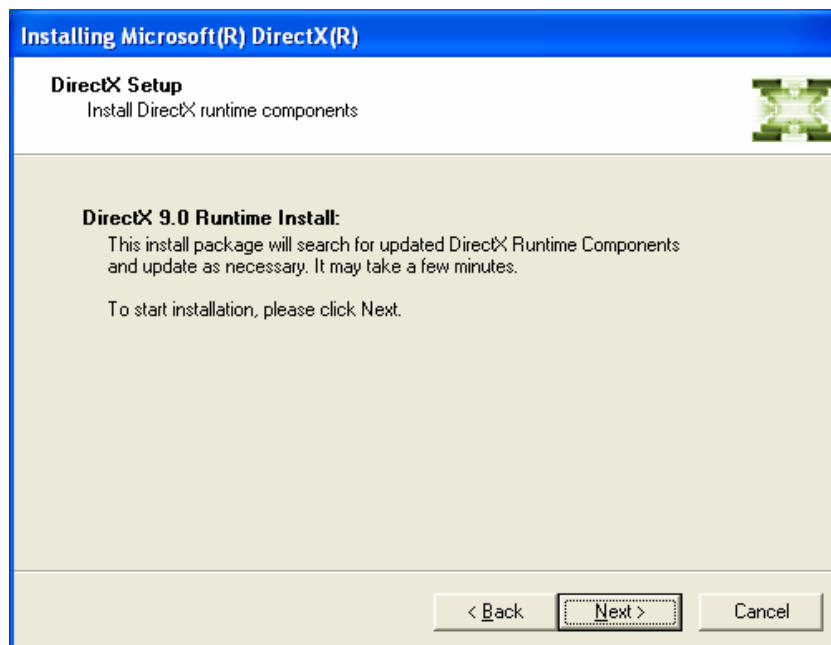 Installing Microsoft(R) DirectX(R)
DirectX Setup
Install DirectX runtime components
DirectX 9.0 Runtime Install:
This install package will search for updated DirectX Runtime Components
and update as necessary. It may take a few minutes.
To start installation, please click Next.
< Back
Next >
Cancel